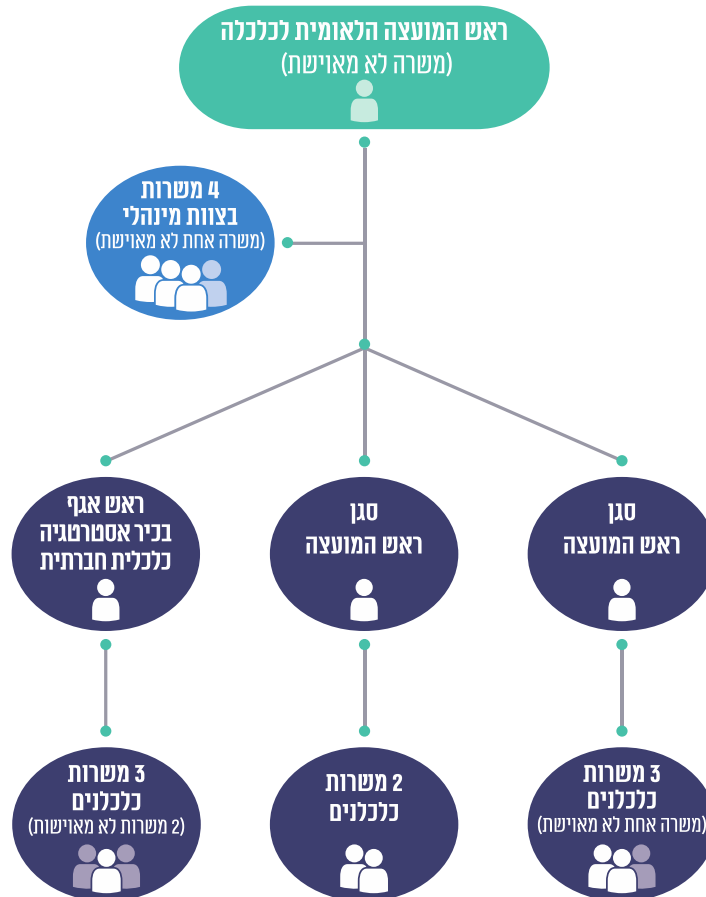 ראש המועצה הלאומית לכלכלה
(משרה לא מאוישת)
4 משרות
בצוות מינהלי
(משרה אחת לא מאוישת)
סגן
ראש המועצה
סגן
ראש המועצה
ראש אגף
בכיר אסטרטגיה
כלכלית חברתית
3 משרות
כלכלנים
(משרה אחת לא מאוישת)
2 משרות
כלכלנים
3 משרות
כלכלנים
(2 משרות לא מאוישות)